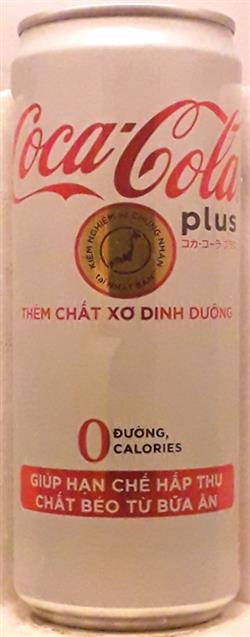 Coca-Cola
plus
コカ・コーラ プラス
KIỂM NGHIỆM VÀ CHỨNG NHẬN
TẠI NHẬT BẢN
THÊM CHẤT XƠ DINH DƯỠNG
0 ĐƯỜNG,
CALORIES
GIÚP HẠN CHẾ HẤP THU
CHẤT BÉO TỪ BỮA ĂN